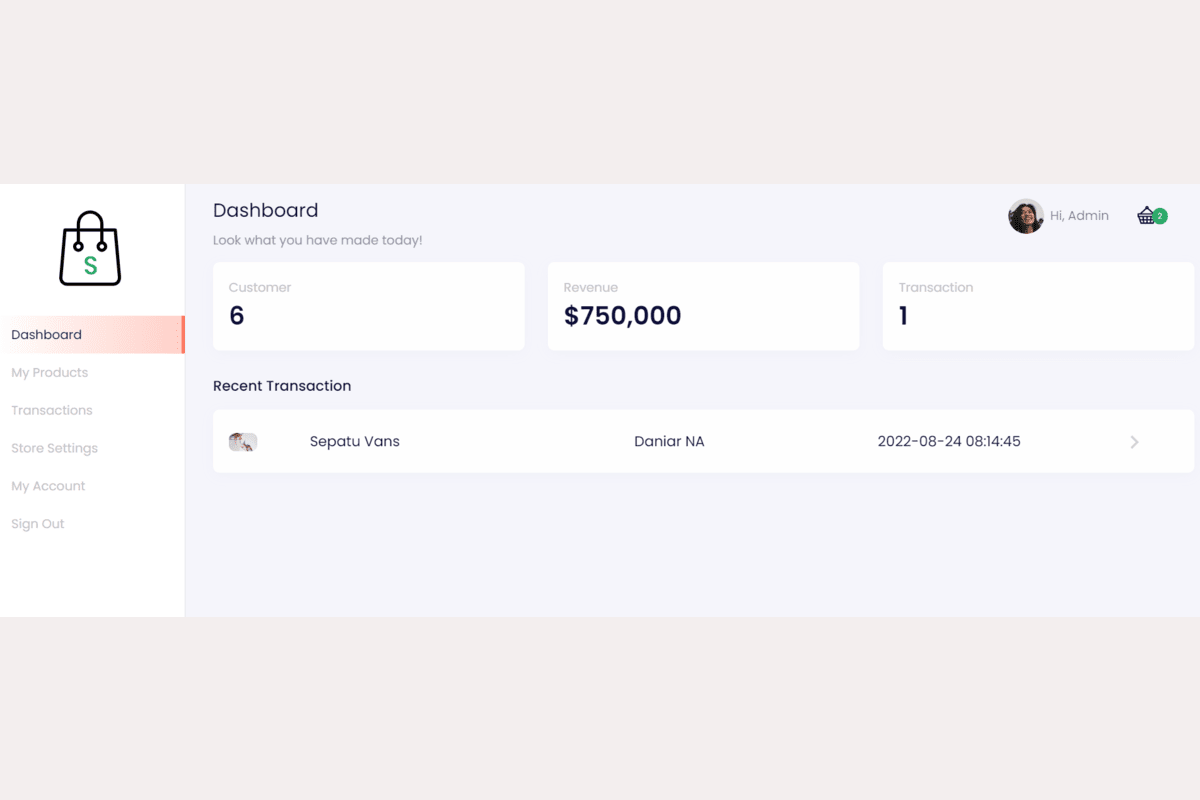 S
Dashboard
My Products
Transactions
Store Settings
My Account
Sign Out
Dashboard
Look what you have made today!
Hi, Admin
2
Customer
6
Revenue
$750,000
Transaction
1
Recent Transaction
Sepatu Vans Daniar NA 2022-08-24 08:14:45